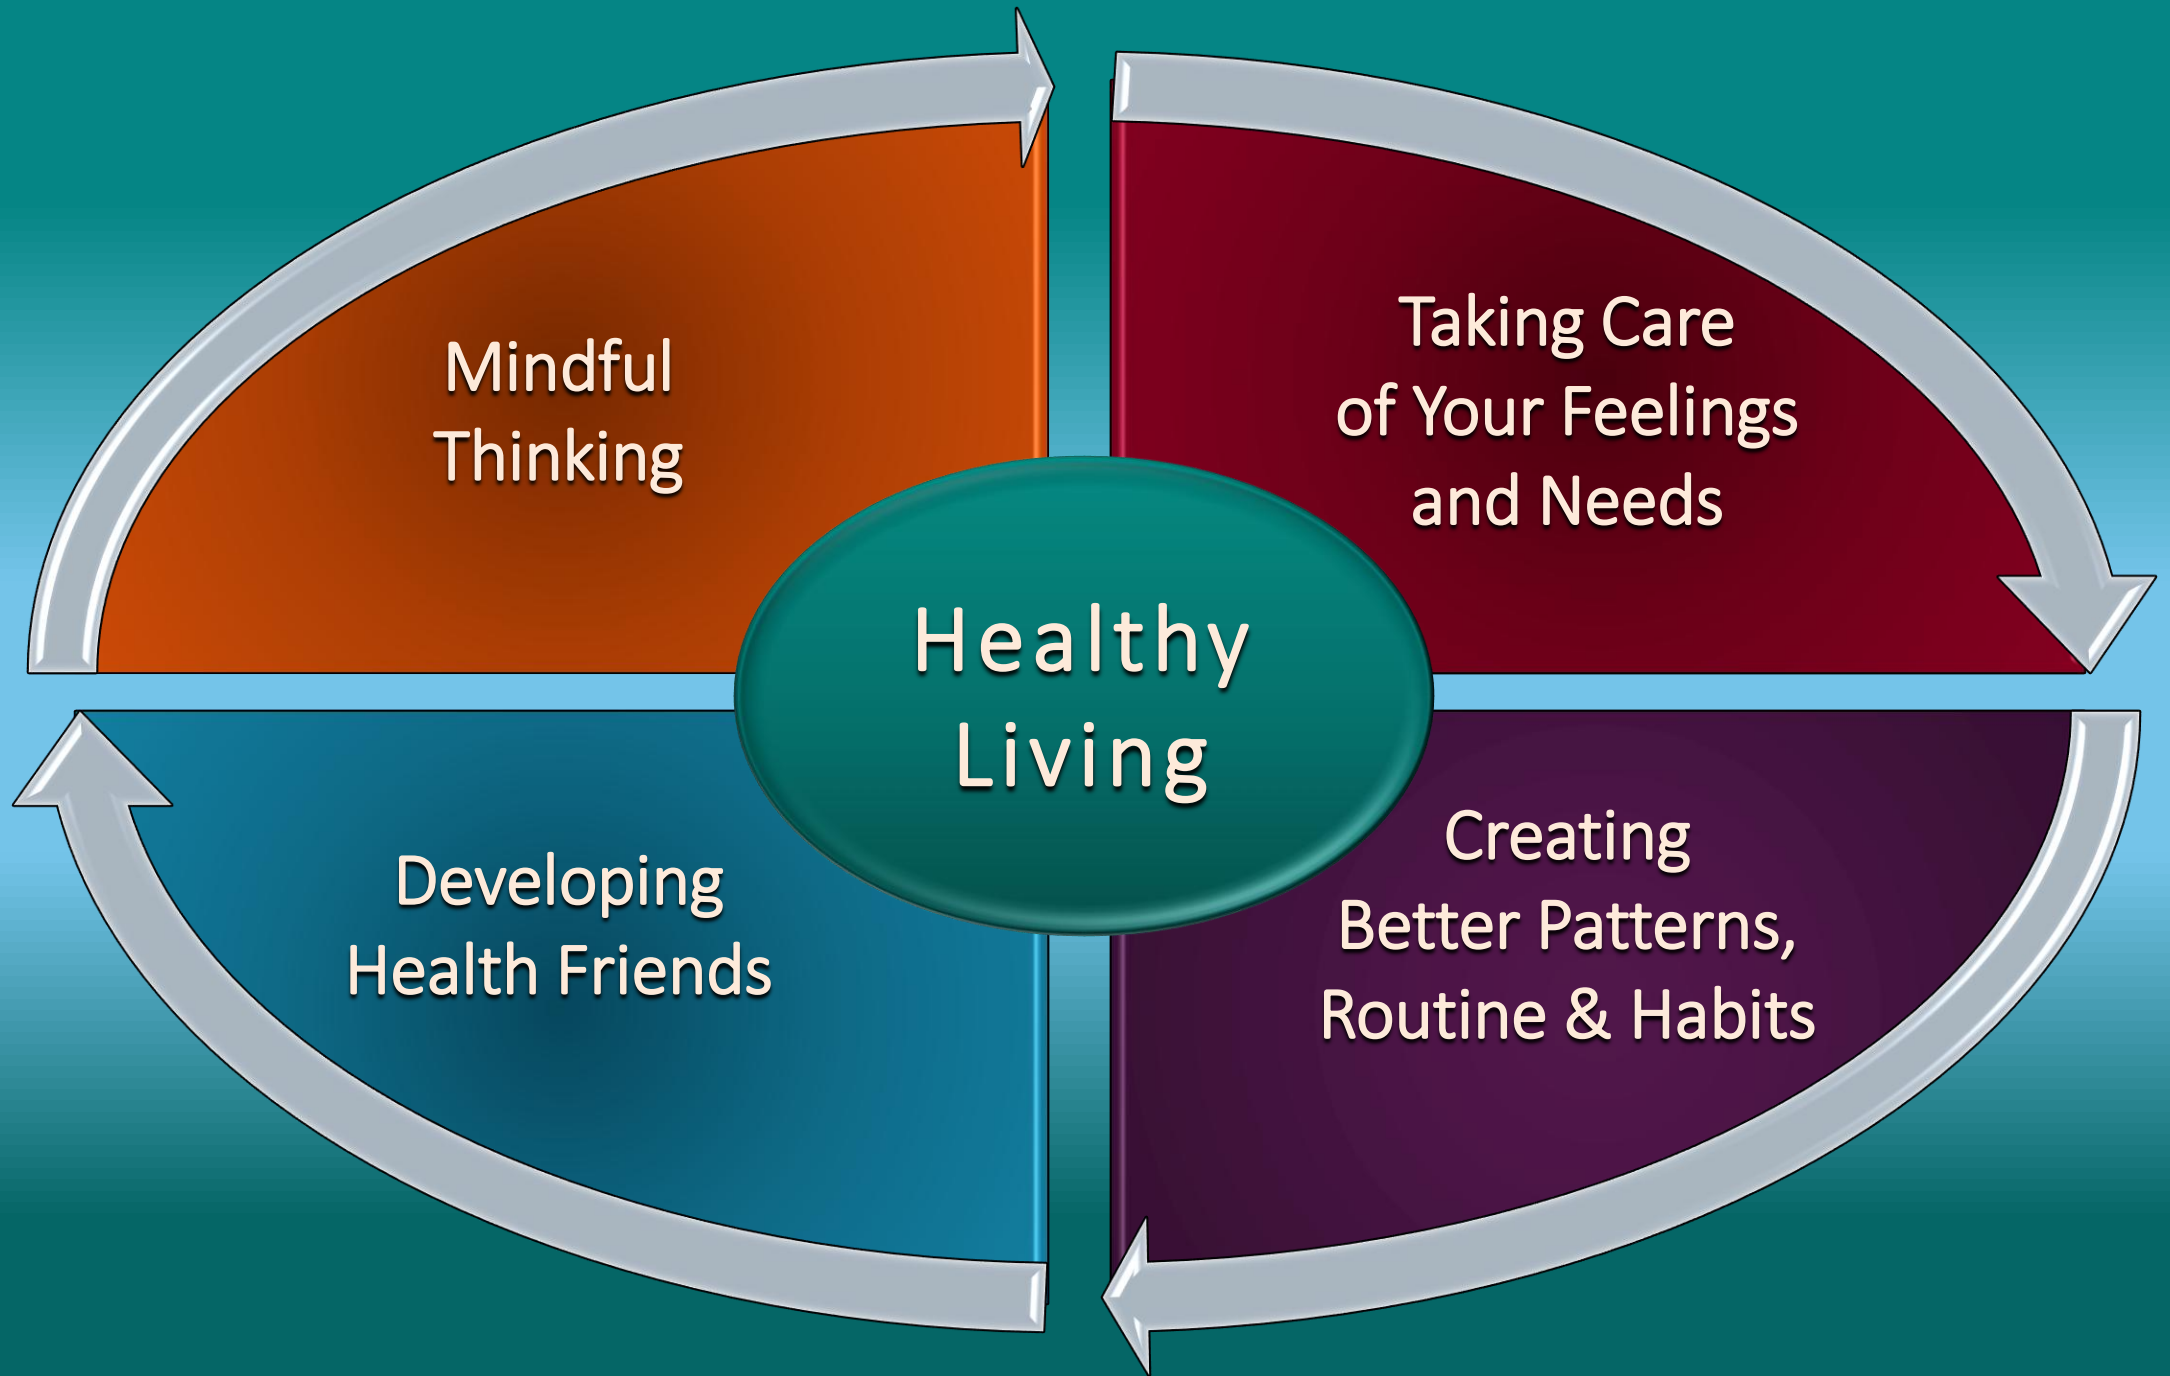 Mindful
Thinking
Taking Care
of Your Feelings
and Needs
Healthy
Living
Developing
Health Friends
Creating
Better Patterns,
Routine & Habits